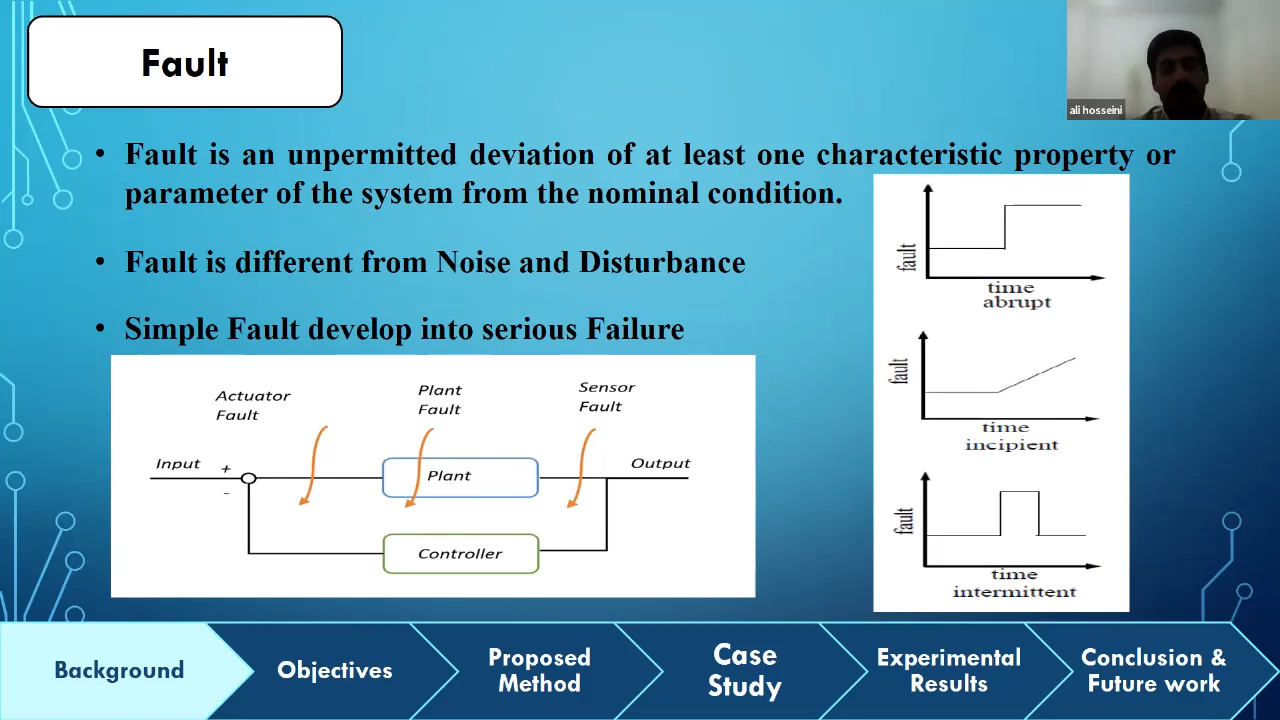 Fault
ali hosseini
• Fault is an unpermitted deviation of at least one characteristic property or
parameter of the system from the nominal condition.
• Fault is different from Noise and Disturbance
• Simple Fault develop into serious Failure
Actuator
Fault
Plant
Fault
Sensor
Fault
Input
+
-
Plant
Output
Controller
fault
time
abrupt
fault
time
incipient
fault
time
intermittent
Background
Objectives
Proposed
Method
Case
Study
Experimental
Results
Conclusion &
Future work